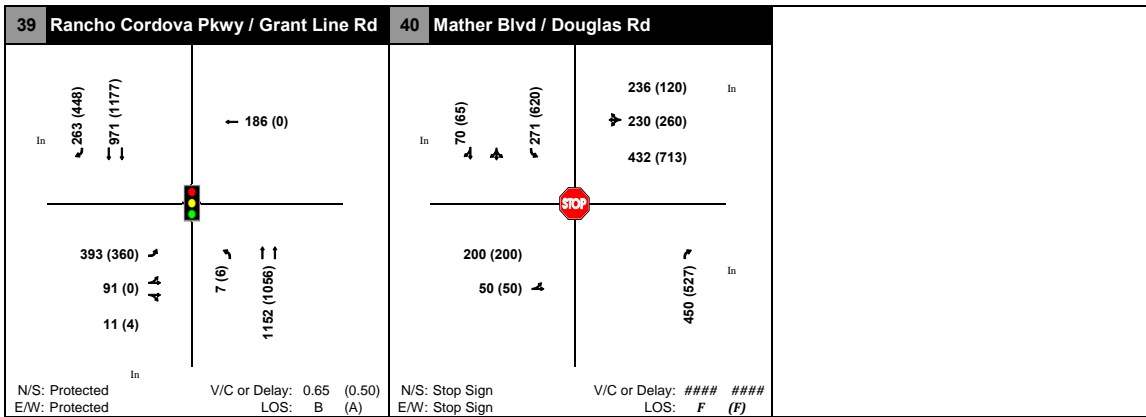 39 Rancho Cordova Pkwy / Grant Line Rd
263 (448)
971 (1177)
186 (0)
In
393 (360)
91 (0)
11 (4)
7 (6)
1152 (1056)
In
N/S: Protected V/C or Delay: 0.65 (0.50)
E/W: Protected LOS: B (A)
40 Mather Blvd / Douglas Rd
70 (65)
271 (620)
236 (120) In
In
230 (260)
432 (713)
STOP
200 (200)
50 (50)
450 (527)
In
N/S: Stop Sign V/C or Delay: #### ####
E/W: Stop Sign LOS: F (F)